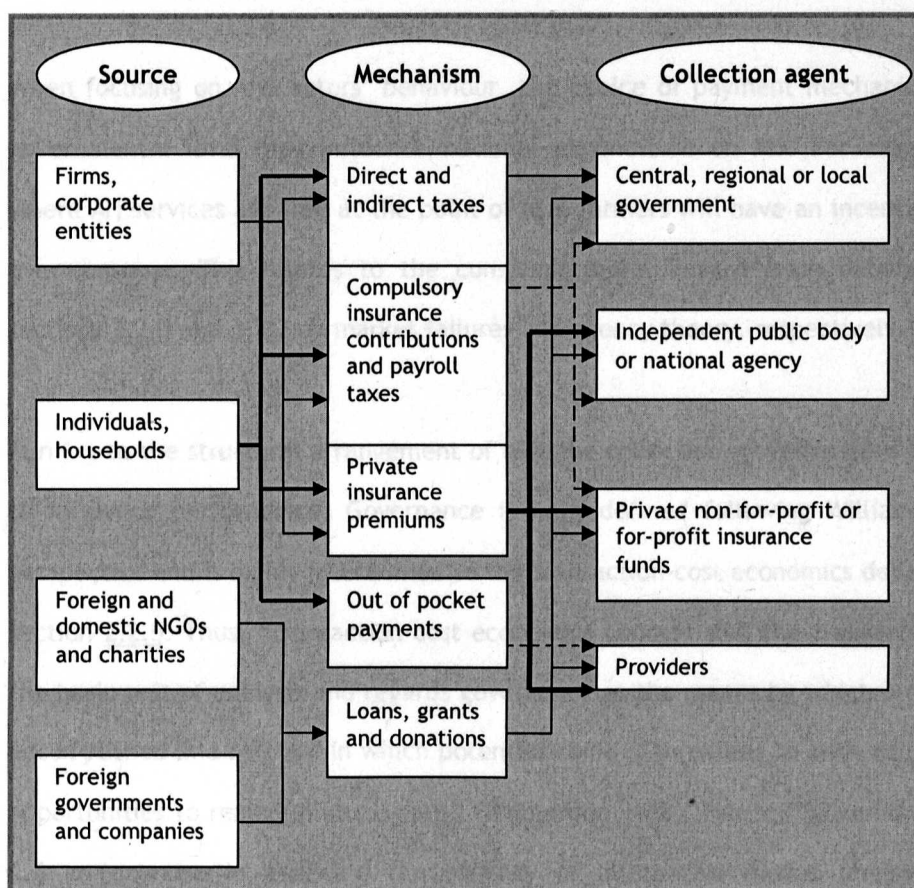 Source
Mechanism
Collection agent
Firms,
corporate
entities
Individuals,
households
Foreign and
domestic NGOs
and charities
Foreign
governments
and companies
Direct and
indirect taxes
Compulsory
insurance
contributions
and payroll
taxes
Private
insurance
premiums
Out of pocket
payments
Loans, grants
and donations
Central, regional or local
government
Independent public body
or national agency
Private not-for-profit or
for-profit insurance
funds
Providers